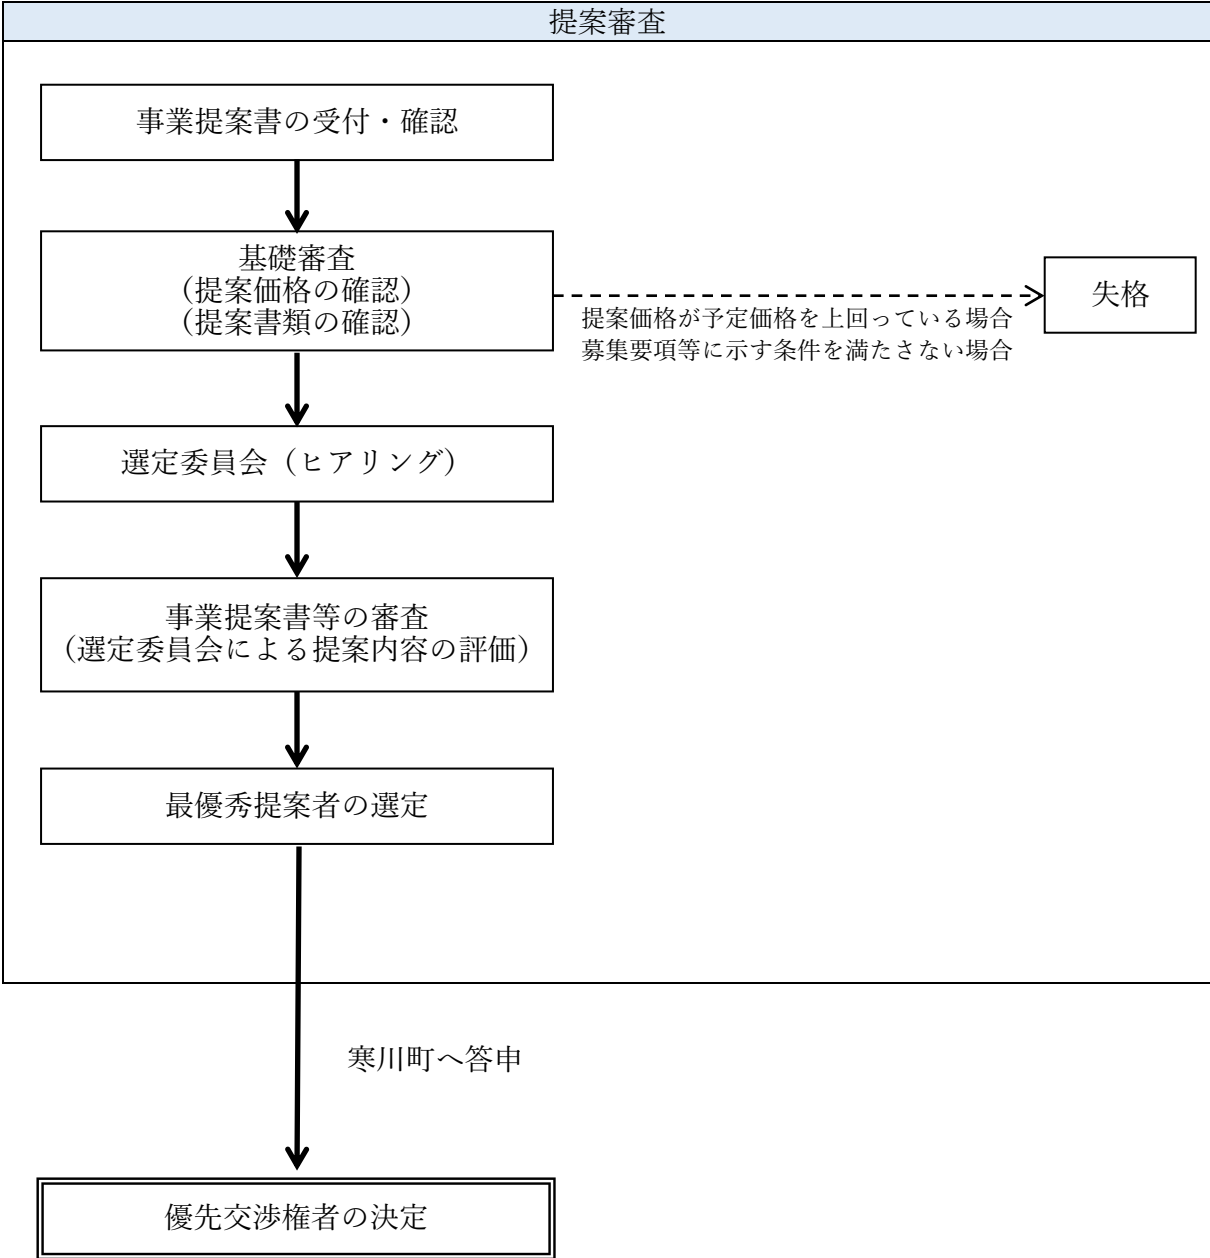 提案審査
事業提案書の受付・確認
基礎審査
（提案価格の確認）
（提案書類の確認）
失格
提案価格が予定価格を上回っている場合
募集要項等に示す条件を満たさない場合
選定委員会（ヒアリング）
事業提案書等の審査
（選定委員会による提案内容の評価）
最優秀提案者の選定
寒川町へ答申
優先交渉権者の決定